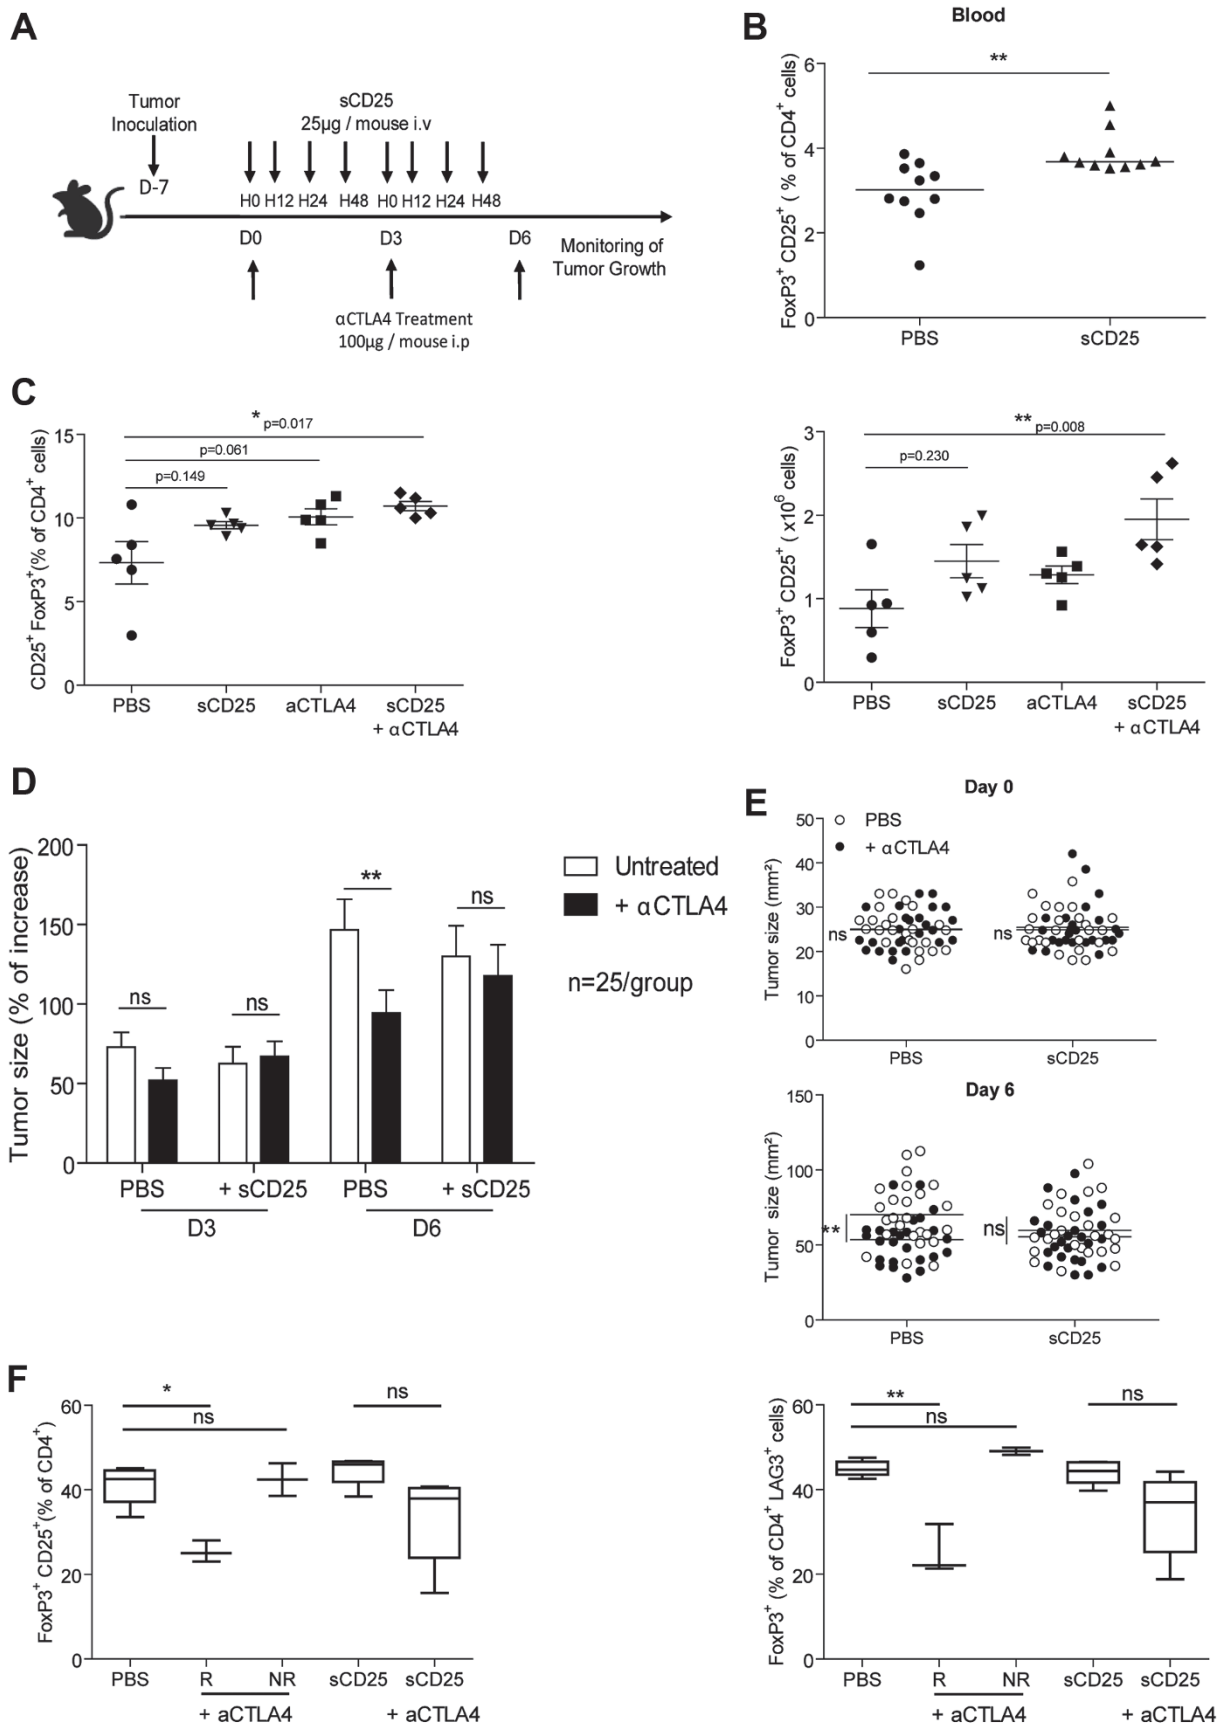 A
Tumor
Inoculation
sCD25
25µg / mouse i.v
D-7
H0 H12 H24 H48 H0 H12 H24 H48
D0 D3 D6
Monitoring of
Tumor Growth
αCTLA4 Treatment
100µg / mouse i.p
B
Blood
**
FoxP3+ CD25+ ( % of CD4+ cells)
6
4
2
0
PBS sCD25
C
* p=0.017
p=0.061
p=0.149
CD25+ FoxP3+(% of CD4+ cells)
15
10
5
0
PBS sCD25 aCTLA4 sCD25
+ αCTLA4
** p=0.008
p=0.230
FoxP3+ CD25+ ( x106 cells)
3
2
1
0
PBS sCD25 aCTLA4 sCD25
+ αCTLA4
D
Tumor size (% of increase)
200
150
100
50
0
ns ns ** ns
PBS + sCD25 PBS + sCD25
D3 D6
Untreated
+ αCTLA4
n=25/group
E
Day 0
PBS
+ αCTLA4
Tumor size (mm²)
50
40
30
20
10
0
ns ns
PBS sCD25
Day 6
Tumor size (mm²)
150
100
50
0
** ns
PBS sCD25
F
* ns
ns
FoxP3+ CD25+(% of CD4+)
60
40
20
0
PBS R NR sCD25 sCD25
+ aCTLA4 + aCTLA4
** ns
ns
FoxP3+ (% of CD4+ LAG3+ cells)
60
40
20
0
PBS R NR sCD25 sCD25
+ aCTLA4 + aCTLA4